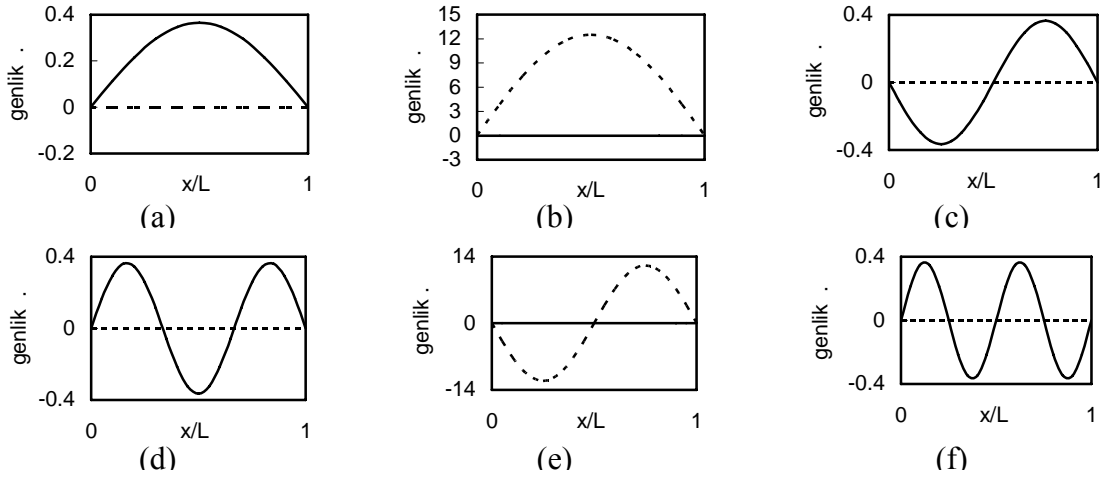 0.4
0.2
0
-0.2
genlik .
0 x/L 1
(a)
15
12
9
6
3
0
-3
genlik .
0 x/L 1
(b)
0.4
0
-0.4
genlik .
0 x/L 1
(c)
0.4
0
-0.4
genlik .
0 x/L 1
(d)
14
0
-14
genlik .
0 x/L 1
(e)
0.4
0
-0.4
genlik .
0 x/L 1
(f)